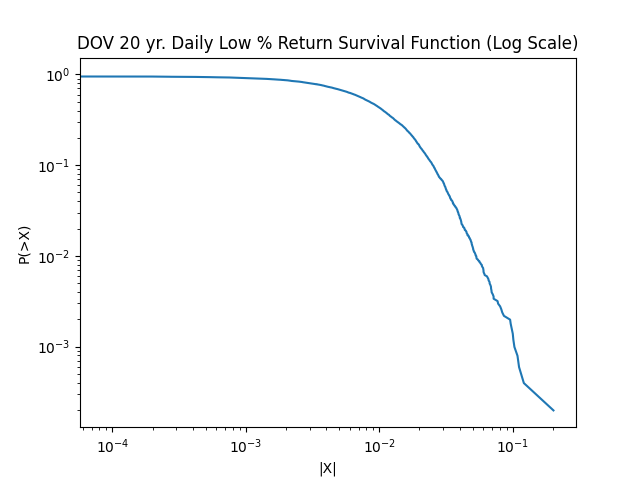 DOV 20 yr. Daily Low % Return Survival Function (Log Scale)
10⁰
10⁻¹
10⁻²
10⁻³
P(>X)
10⁻⁴
10⁻³
10⁻²
10⁻¹
|X|